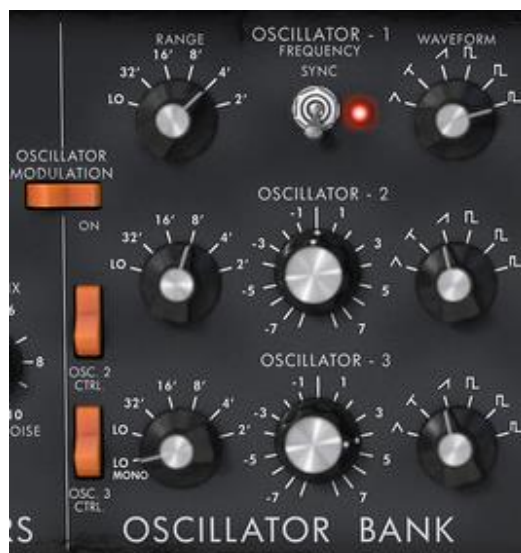 RANGE
OSCILLATOR - 1
WAVEFORM
FREQUENCY
16' 8'
32' 4'
LO 2'
SYNC
OSCILLATOR
MODULATION
ON
OSCILLATOR - 2
16' 8'
32' 4'
LO 2'
-1 1
-3 3
-5 5
-7 7
8
OSC. 2
CTRL
OSCILLATOR - 3
16' 8'
32' 4'
LO 2'
LO
MONO
-1 1
-3 3
-5 5
-7 7
10
OISE
OSC. 3
CTRL
RS
OSCILLATOR BANK